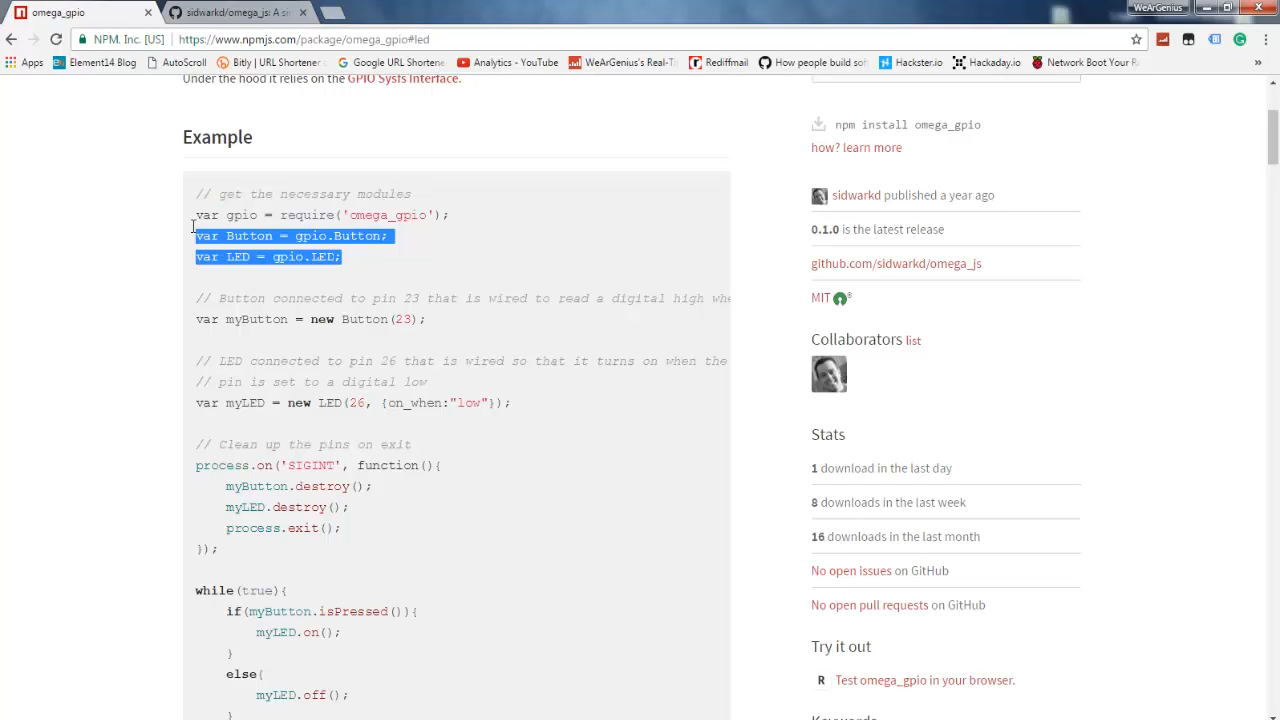 omega_gpio
sidwarkd/omega_js: A si
WeArGenius
NPM, Inc. [US]
https://www.npmjs.com/package/omega_gpio#led
Apps
Element14 Blog
AutoScroll
Bitly | URL Shortener
Google URL Shortene
Analytics - YouTube
WeArGenius's Real-Ti
Rediffmail
How people build sof
Hackster.io
Hackaday.io
Network Boot Your Ra
»
Under the hood it relies on the GPIO Sysfs Interface.
Example
// get the necessary modules
var gpio = require('omega_gpio');
var Button = gpio.Button;
var LED = gpio.LED;
// Button connected to pin 23 that is wired to read a digital high whe
var myButton = new Button(23);
// LED connected to pin 26 that is wired so that it turns on when the
// pin is set to a digital low
var myLED = new LED(26, {on_when:"low"});
// Clean up the pins on exit
process.on('SIGINT', function(){
myButton.destroy();
myLED.destroy();
process.exit();
});
while(true){
if(myButton.isPressed()){
myLED.on();
}
else{
myLED.off();
}
npm install omega_gpio
how? learn more
sidwarkd published a year ago
0.1.0 is the latest release
github.com/sidwarkd/omega_js
MIT
Collaborators list
Stats
1 download in the last day
8 downloads in the last week
16 downloads in the last month
No open issues on GitHub
No open pull requests on GitHub
Try it out
R Test omega_gpio in your browser.
Keywords